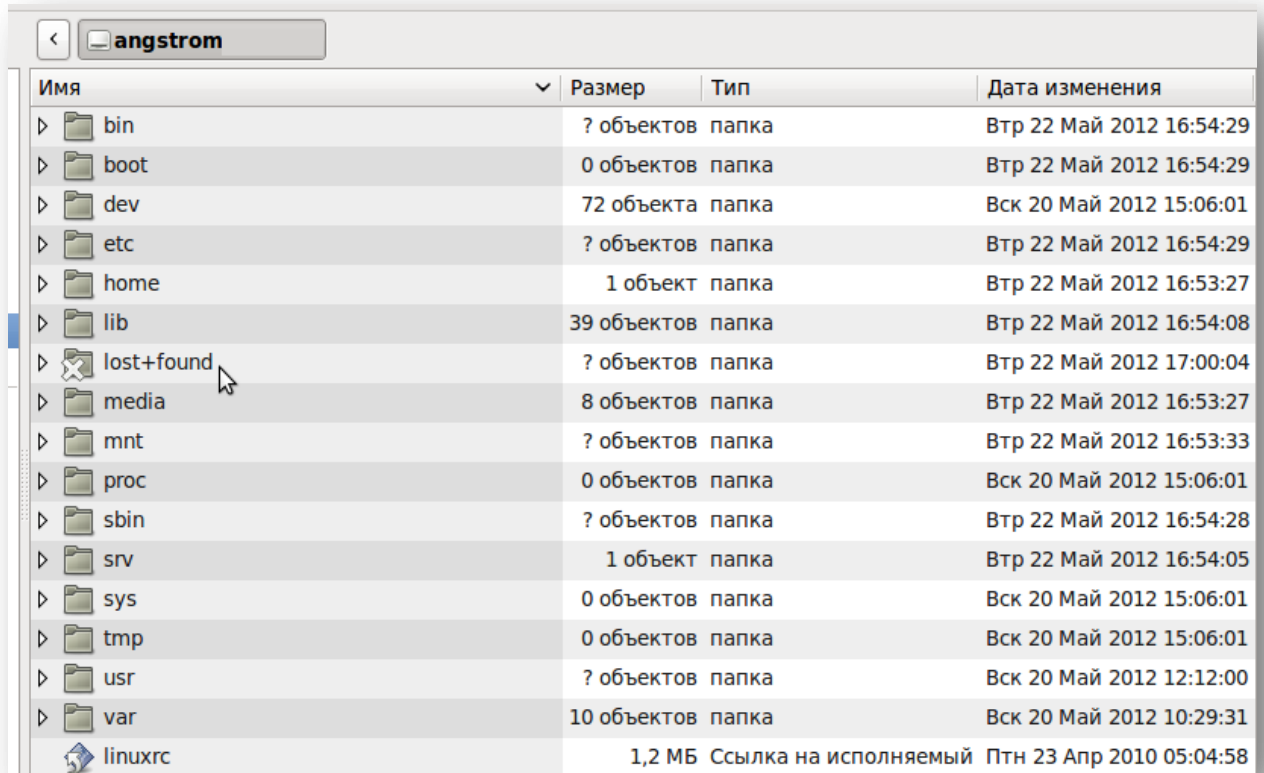 angstrom
Имя Размер Тип Дата изменения
bin ? объектов папка Втр 22 Май 2012 16:54:29
boot 0 объектов папка Втр 22 Май 2012 16:54:29
dev 72 объекта папка Вск 20 Май 2012 15:06:01
etc ? объектов папка Втр 22 Май 2012 16:54:29
home 1 объект папка Втр 22 Май 2012 16:53:27
lib 39 объектов папка Втр 22 Май 2012 16:54:08
lost+found ? объектов папка Втр 22 Май 2012 17:00:04
media 8 объектов папка Втр 22 Май 2012 16:53:27
mnt ? объектов папка Втр 22 Май 2012 16:53:33
proc 0 объектов папка Вск 20 Май 2012 15:06:01
sbin ? объектов папка Втр 22 Май 2012 16:54:28
srv 1 объект папка Втр 22 Май 2012 16:54:05
sys 0 объектов папка Вск 20 Май 2012 15:06:01
tmp 0 объектов папка Вск 20 Май 2012 15:06:01
usr ? объектов папка Вск 20 Май 2012 12:12:00
var 10 объектов папка Вск 20 Май 2012 10:29:31
linuxrc 1,2 МБ Ссылка на исполняемый Птн 23 Апр 2010 05:04:58